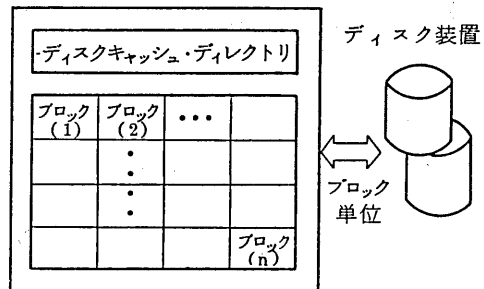 ディスクキャッシュ・ディレクトリ
ディスク装置
ブロック
(1)
ブロック
(2)
•••
ブロック
(n)
ブロック
単位